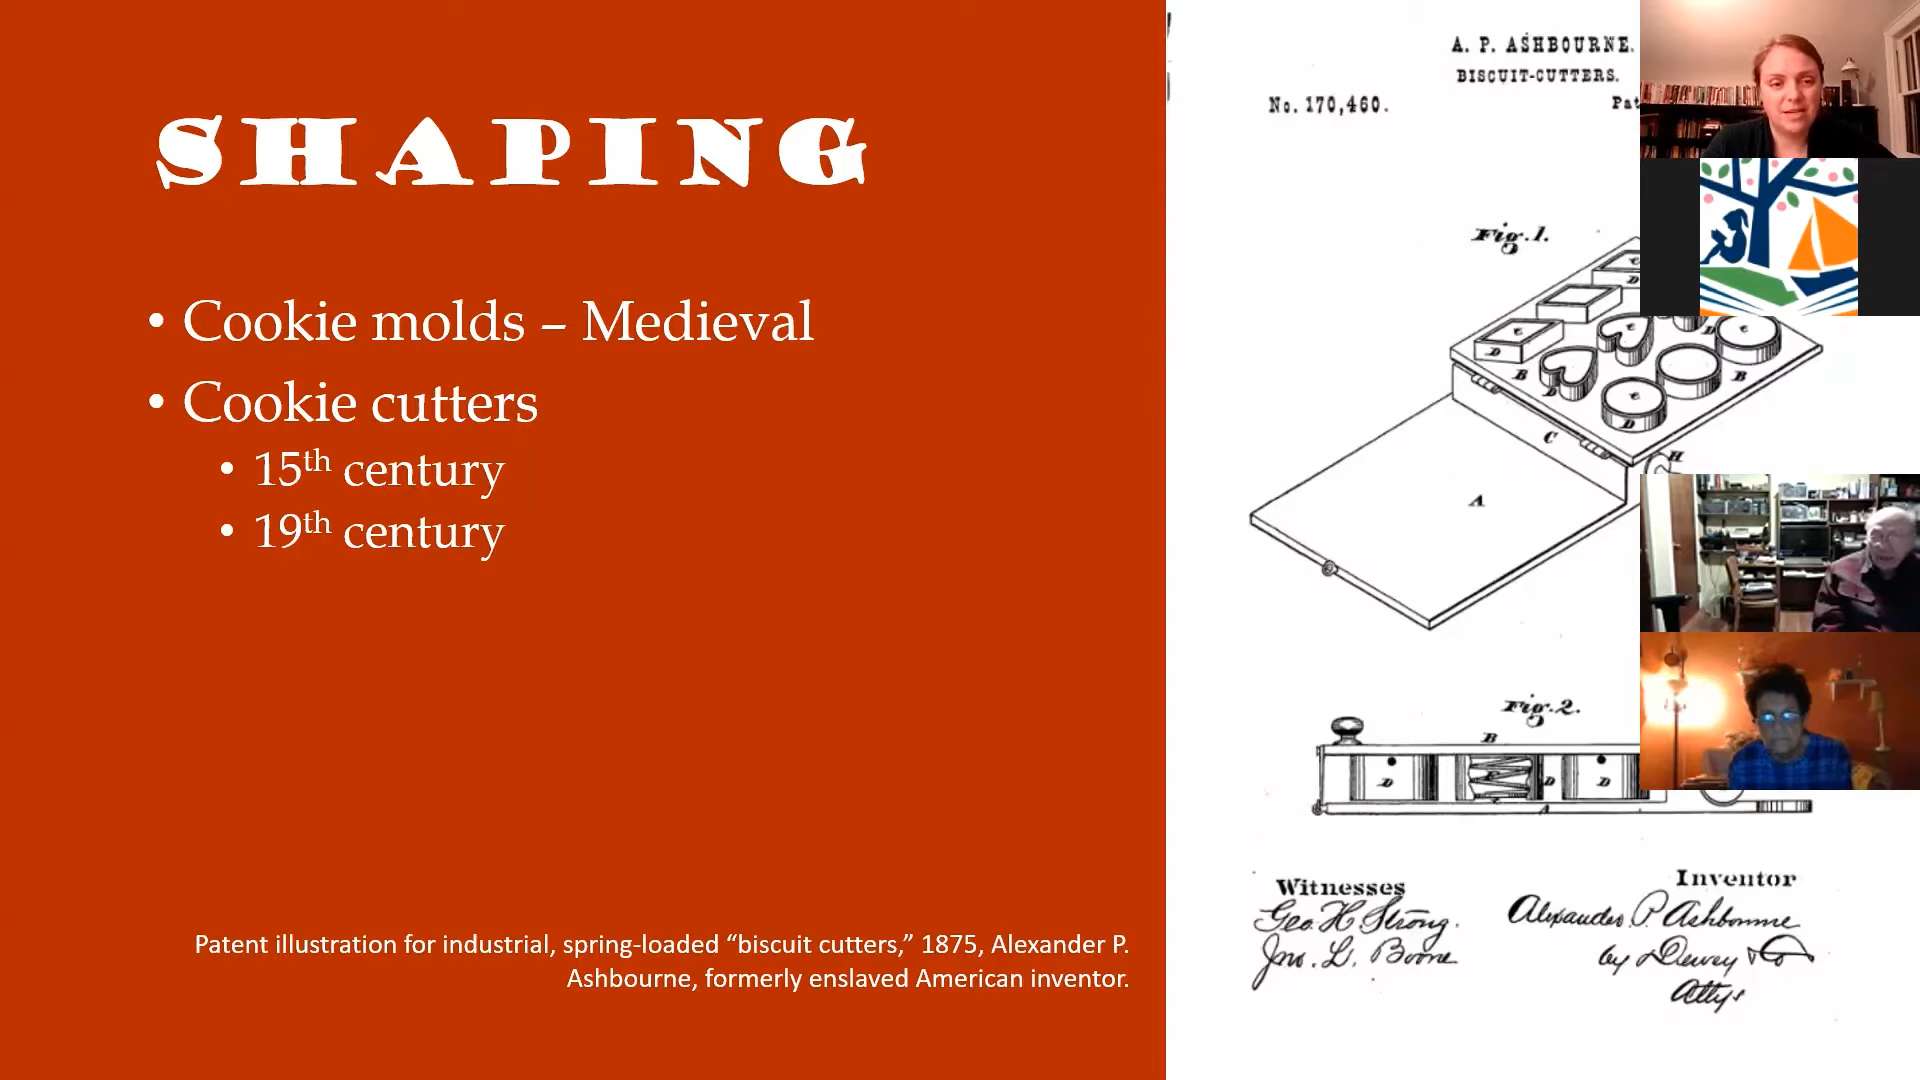 SHAPING
• Cookie molds – Medieval
• Cookie cutters
• 15th century
• 19th century
Patent illustration for industrial, spring-loaded “biscuit cutters,” 1875, Alexander P.
Ashbourne, formerly enslaved American inventor.
A. P. ASHBOURNE.
BISCUIT-CUTTERS.
No. 170,460.
Fig. 1.
E
D
E
D
E
D
E
D
B
D
B
E
D
C
H
A
Fig. 2.
B
D
D
D
A
Witnesses
Geo. H. Strong.
Jno. L. Boone
Inventor
Alexander P. Ashbourne
by Dewey & Co
Attys